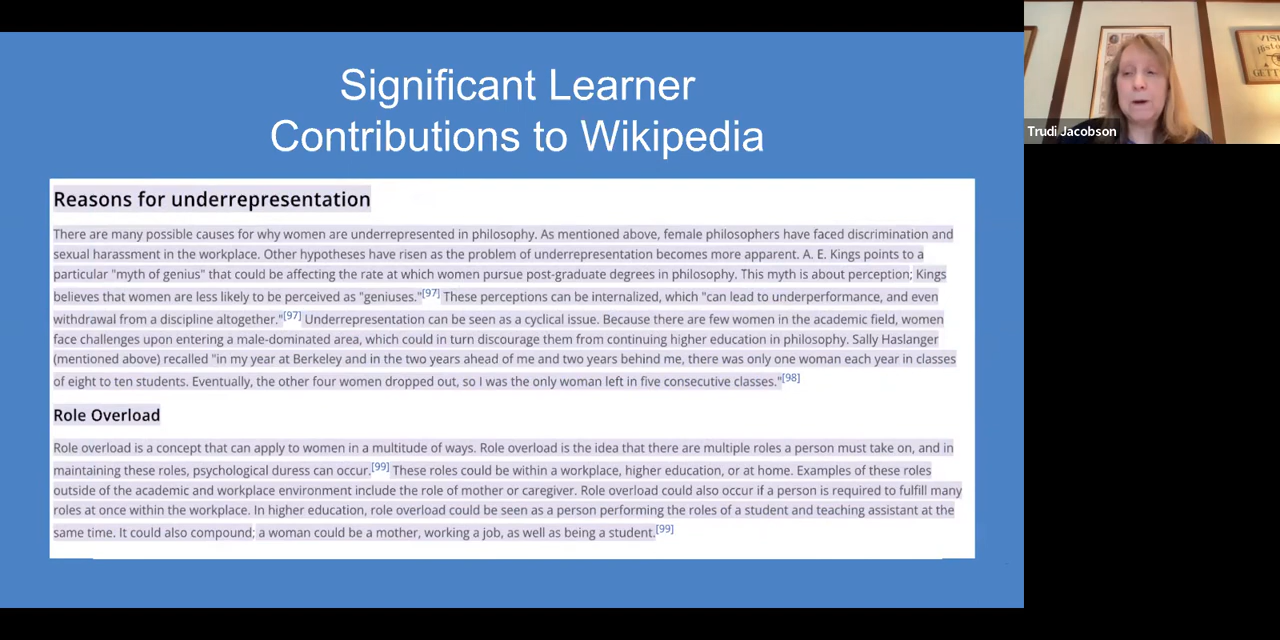 Significant Learner
Contributions to Wikipedia
Reasons for underrepresentation
There are many possible causes for why women are underrepresented in philosophy. As mentioned above, female philosophers have faced discrimination and
sexual harassment in the workplace. Other hypotheses have risen as the problem of underrepresentation becomes more apparent. A. E. Kings points to a
particular "myth of genius" that could be affecting the rate at which women pursue post-graduate degrees in philosophy. This myth is about perception; Kings
believes that women are less likely to be perceived as "geniuses."[97] These perceptions can be internalized, which "can lead to underperformance, and even
withdrawal from a discipline altogether."[97] Underrepresentation can be seen as a cyclical issue. Because there are few women in the academic field, women
face challenges upon entering a male-dominated area, which could in turn discourage them from continuing higher education in philosophy. Sally Haslanger
(mentioned above) recalled "in my year at Berkeley and in the two years ahead of me and two years behind me, there was only one woman each year in classes
of eight to ten students. Eventually, the other four women dropped out, so I was the only woman left in five consecutive classes."[98]
Role Overload
Role overload is a concept that can apply to women in a multitude of ways. Role overload is the idea that there are multiple roles a person must take on, and in
maintaining these roles, psychological duress can occur.[99] These roles could be within a workplace, higher education, or at home. Examples of these roles
outside of the academic and workplace environment include the role of mother or caregiver. Role overload could also occur if a person is required to fulfill many
roles at once within the workplace. In higher education, role overload could be seen as a person performing the roles of a student and teaching assistant at the
same time. It could also compound; a woman could be a mother, working a job, as well as being a student.[99]
Trudi Jacobson